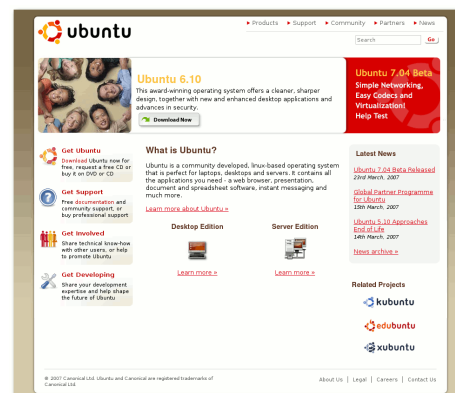 ubuntu
Products Support Community Partners News
Search Go
Ubuntu 6.10
This award-winning operating system offers a cleaner, sharper
design, together with new and enhanced desktop applications and
advances in security.
Download Now
Ubuntu 7.04 Beta
Simple Networking,
Easy Codecs and
Virtualization!
Help Test
Get Ubuntu
Download Ubuntu now for
free, request a free CD or
buy it on DVD or CD
Get Support
Free documentation and
community support, or
buy professional support
Get Involved
Share technical know-how
with other users, or help
to promote Ubuntu
Get Developing
Share your development
expertise and help shape
the future of Ubuntu
What is Ubuntu?
Ubuntu is a community developed, linux-based operating system
that is perfect for laptops, desktops and servers. It contains all
the applications you need - a web browser, presentation,
document and spreadsheet software, instant messaging and
much more.
Learn more about Ubuntu »
Desktop Edition Server Edition
Learn more » Learn more »
Latest News
Ubuntu 7.04 Beta Released
23rd March, 2007
Global Partner Programme
for Ubuntu
15th March, 2007
Ubuntu 5.10 Approaches
End of Life
14th March, 2007
News archive »
Related Projects
kubuntu
edubuntu
xubuntu
© 2007 Canonical Ltd. Ubuntu and Canonical are registered trademarks of
Canonical Ltd.
About Us | Legal | Careers | Contact Us